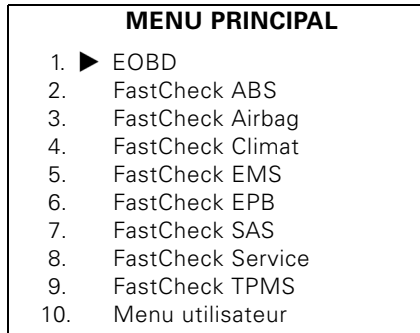 MENU PRINCIPAL
1. ▶ EOBD
2. FastCheck ABS
3. FastCheck Airbag
4. FastCheck Climat
5. FastCheck EMS
6. FastCheck EPB
7. FastCheck SAS
8. FastCheck Service
9. FastCheck TPMS
10. Menu utilisateur